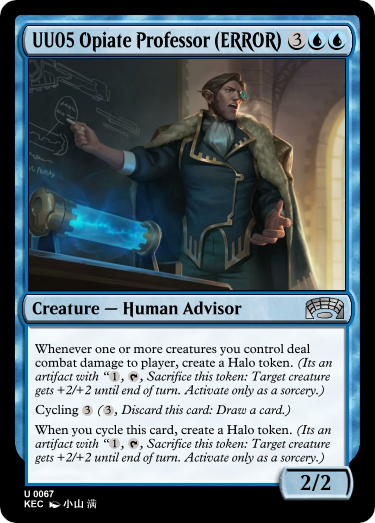 UU05 Opiate Professor (ERROR) 3
Creature — Human Advisor
Whenever one or more creatures you control deal
combat damage to player, create a Halo token. (Its an
artifact with “1, , Sacrifice this token: Target creature
gets +2/+2 until end of turn. Activate only as a sorcery.)
Cycling 3 (3, Discard this card: Draw a card.)
When you cycle this card, create a Halo token. (Its an
artifact with “1, , Sacrifice this token: Target creature
gets +2/+2 until end of turn. Activate only as a sorcery.)
2/2
U 0067
KEC 小山 满